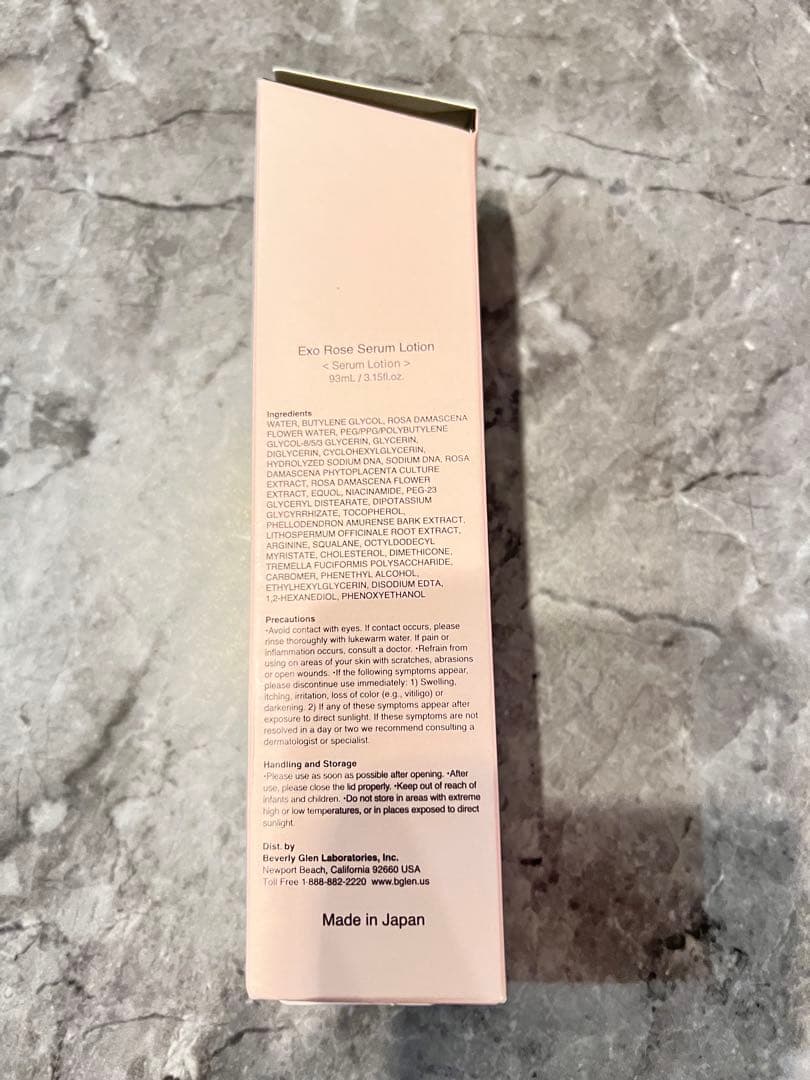 Exo Rose Serum Lotion
< Serum Lotion >
93mL / 3.15fl.oz.
Ingredients
WATER, BUTYLENE GLYCOL, ROSA DAMASCENA
FLOWER WATER, PEG/PPG/POLYBUTYLENE
GLYCOL-8/5/3 GLYCERIN, GLYCERIN,
DIGLYCERIN, CYCLOHEXYLGLYCERIN,
HYDROLYZED SODIUM DNA, SODIUM DNA, ROSA
DAMASCENA PHYTOPLACENTA CULTURE
EXTRACT, ROSA DAMASCENA FLOWER
EXTRACT, EQUOL, NIACINAMIDE, PEG-23
GLYCERYL DISTEARATE, DIPOTASSIUM
GLYCYRRHIZATE, TOCOPHEROL,
PHELLODENDRON AMURENSE BARK EXTRACT,
LITHOSPERMUM OFFICINALE ROOT EXTRACT,
ARGININE, SQUALANE, OCTYLDODECYL
MYRISTATE, CHOLESTEROL, DIMETHICONE,
TREMELLA FUCIFORMIS POLYSACCHARIDE,
CARBOMER, PHENETHYL ALCOHOL,
ETHYLHEXYLGLYCERIN, DISODIUM EDTA,
1,2-HEXANEDIOL, PHENOXYETHANOL
Precautions
•Avoid contact with eyes. If contact occurs, please
rinse thoroughly with lukewarm water. If pain or
inflammation occurs, consult a doctor. •Refrain from
using on areas of your skin with scratches, abrasions
or open wounds. •If the following symptoms appear,
please discontinue use immediately: 1) Swelling,
itching, irritation, loss of color (e.g., vitiligo) or
darkening. 2) If any of these symptoms appear after
exposure to direct sunlight. If these symptoms are not
resolved in a day or two we recommend consulting a
dermatologist or specialist.
Handling and Storage
•Please use as soon as possible after opening. •After
use, please close the lid properly. •Keep out of reach of
infants and children. •Do not store in areas with extreme
high or low temperatures, or in places exposed to direct
sunlight.
Dist. by
Beverly Glen Laboratories, Inc.
Newport Beach, California 92660 USA
Toll Free 1-888-882-2220 www.bglen.us
Made in Japan